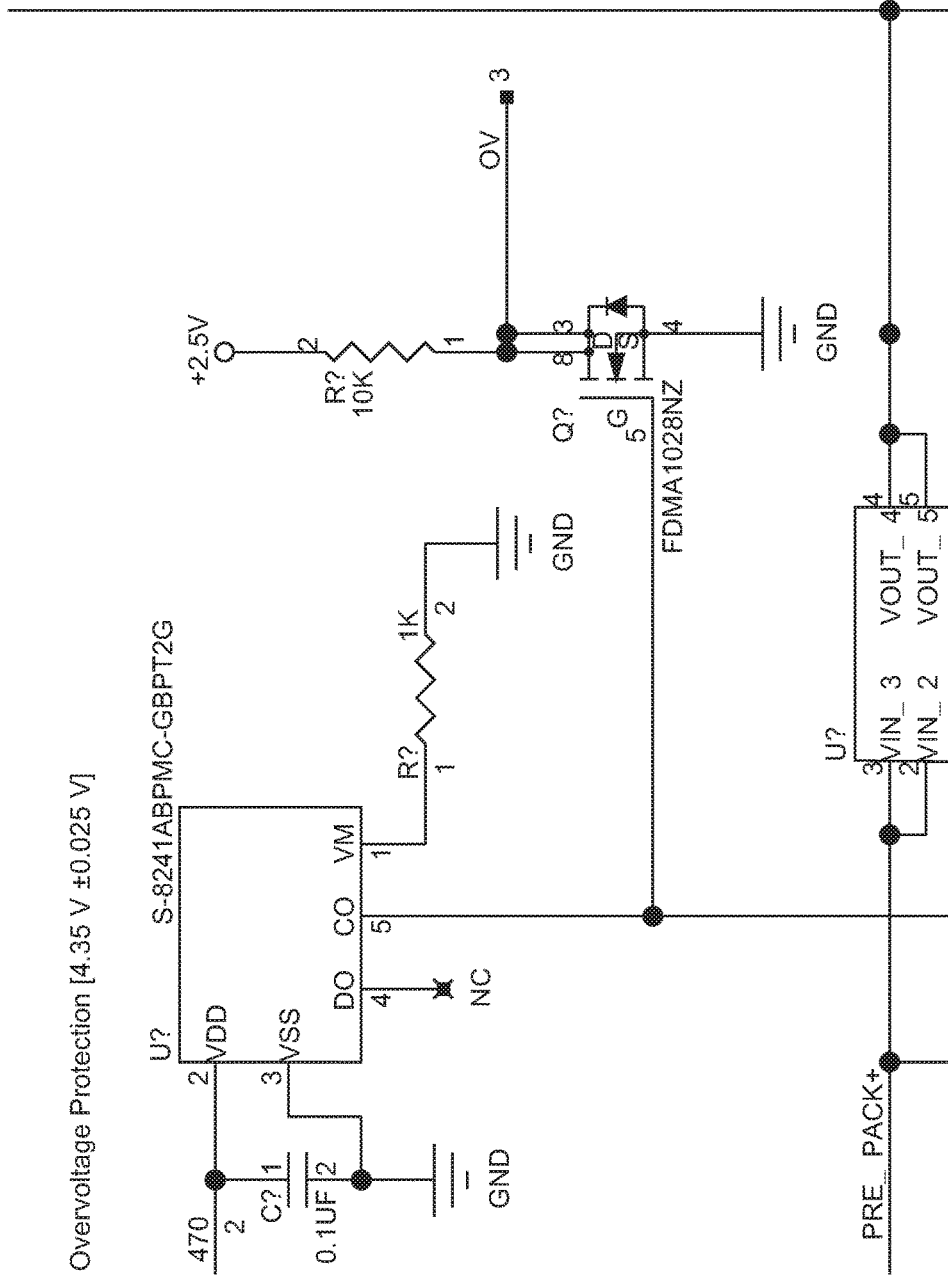 Overvoltage Protection [4.35 V ±0.025 V]
U?
S-8241ABPMC-GBPT2G
470
2
2
VDD
3
VSS
C?
1
0.1UF
2
GND
DO
4
NC
CO
5
VM
1
R?
1
1K
2
GND
+2.5V
2
R?
10K
1
OV
3
8
3
D
S
Q?
G
5
4
FDMA1028NZ
GND
PRE_ PACK+
U?
3
VIN_ 3
2
VIN_ 2
VOUT_ 4
4
VOUT_ 5
5